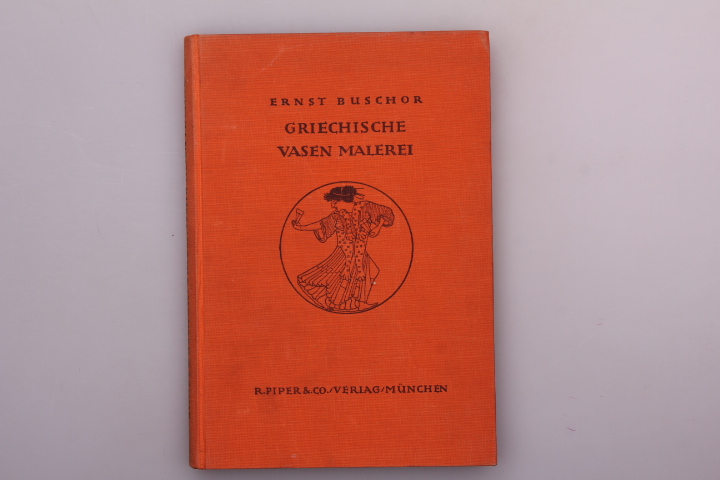 ERNST BUSCHOR
GRIECHISCHE
VASEN MALEREI
R. PIPER & CO. / VERLAG / MÜNCHEN